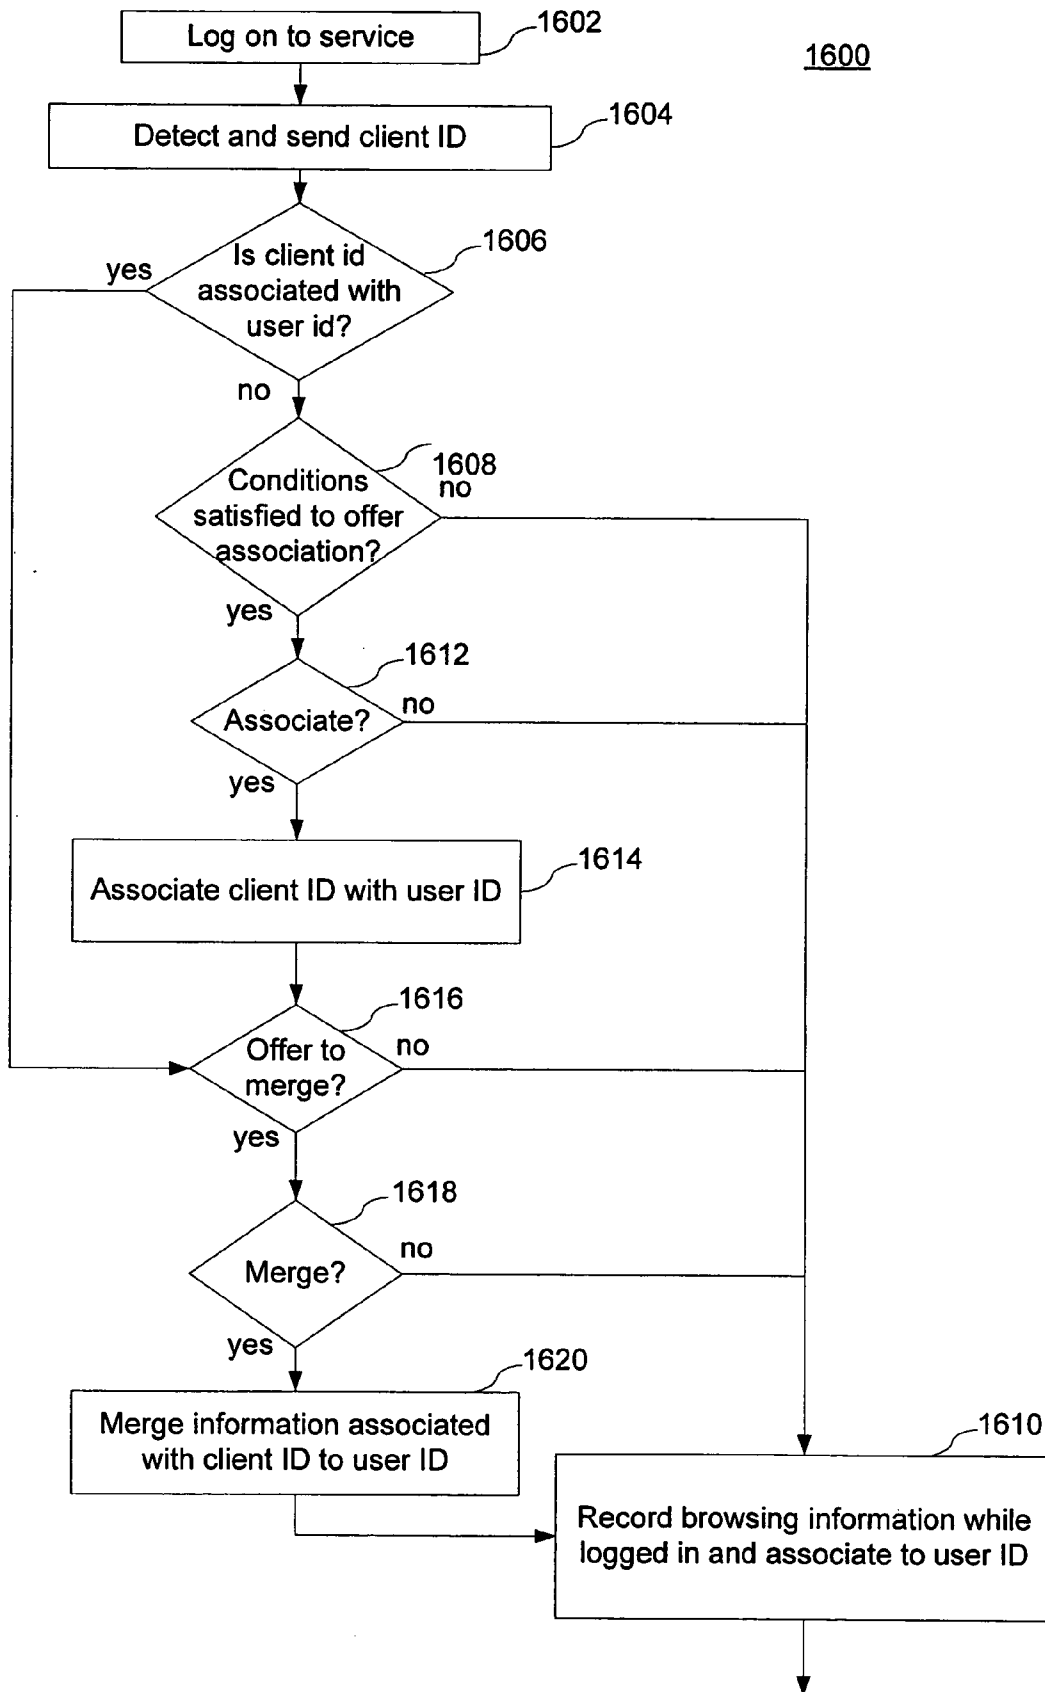 Log on to service
1602
1600
Detect and send client ID
1604
Is client id
associated with
user id?
1606
yes
no
Conditions
satisfied to offer
association?
1608
no
yes
Associate?
1612
no
yes
Associate client ID with user ID
1614
Offer to
merge?
1616
no
yes
Merge?
1618
no
yes
Merge information associated
with client ID to user ID
1620
Record browsing information while
logged in and associate to user ID
1610